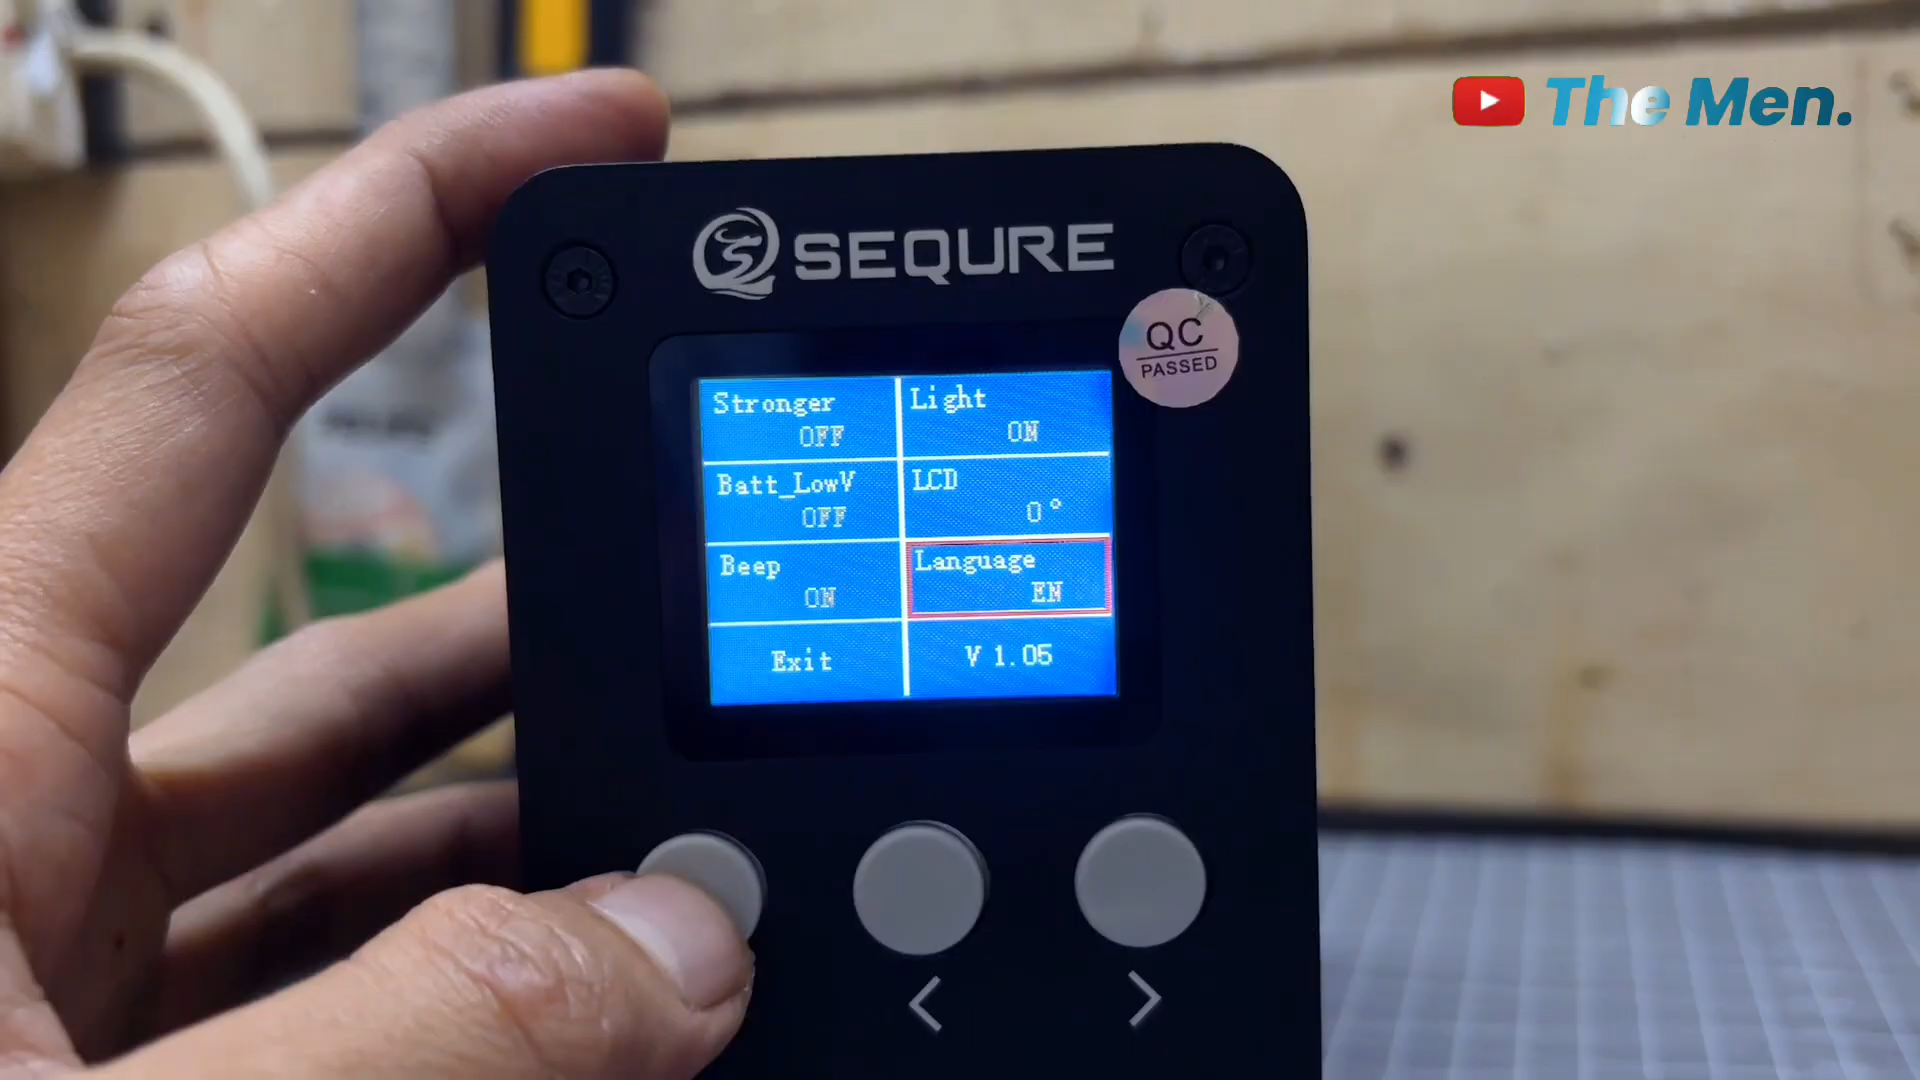 The Men.
SEQURE
QC
PASSED
Stronger
OFF
Light
ON
Batt_LowV
OFF
LCD
0°
Beep
ON
Language
EN
Exit
V 1.05
< >